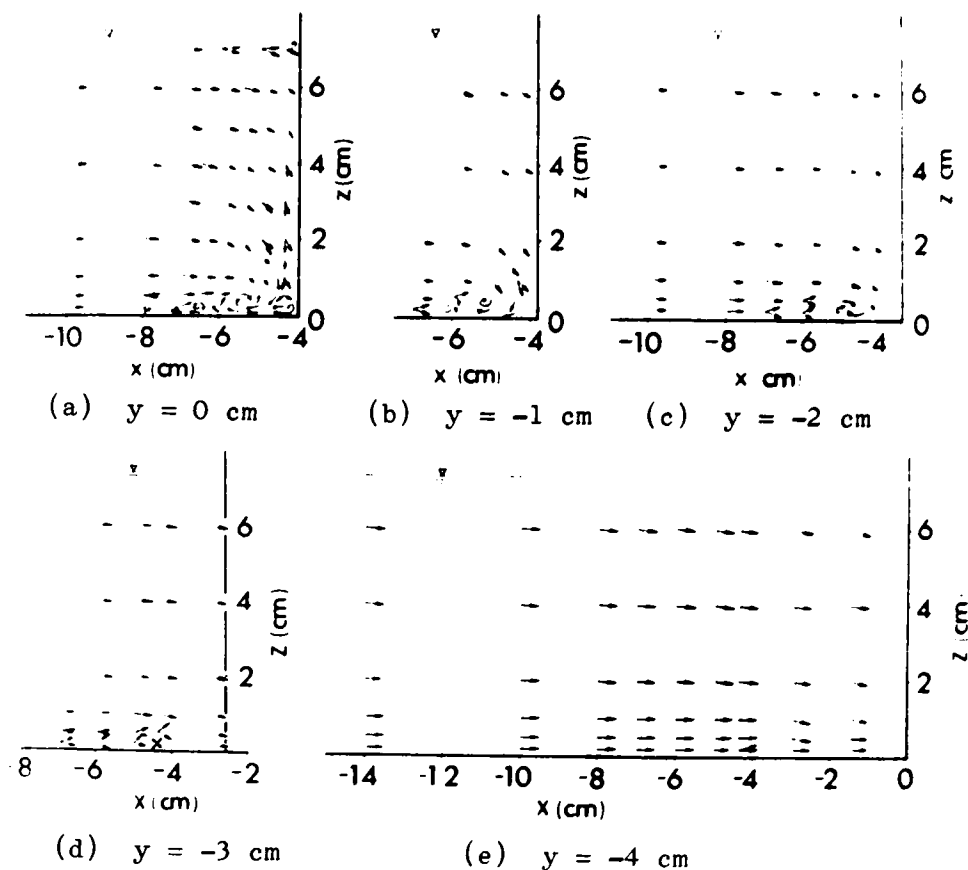 6
4
2
0
z (cm)
-10 -8 -6 -4
x (cm)
(a) y = 0 cm
6
4
2
0
z (cm)
-6 -4
x (cm)
(b) y = -1 cm
6
4
2
0
z cm
-10 -8 -6 -4
x cm)
(c) y = -2 cm
6
4
2
z (cm)
8 -6 -4 -2
x (cm)
(d) y = -3 cm
6
4
2
z (cm)
-14 -12 -10 -8 -6 -4 -2 0
x (cm)
(e) y = -4 cm